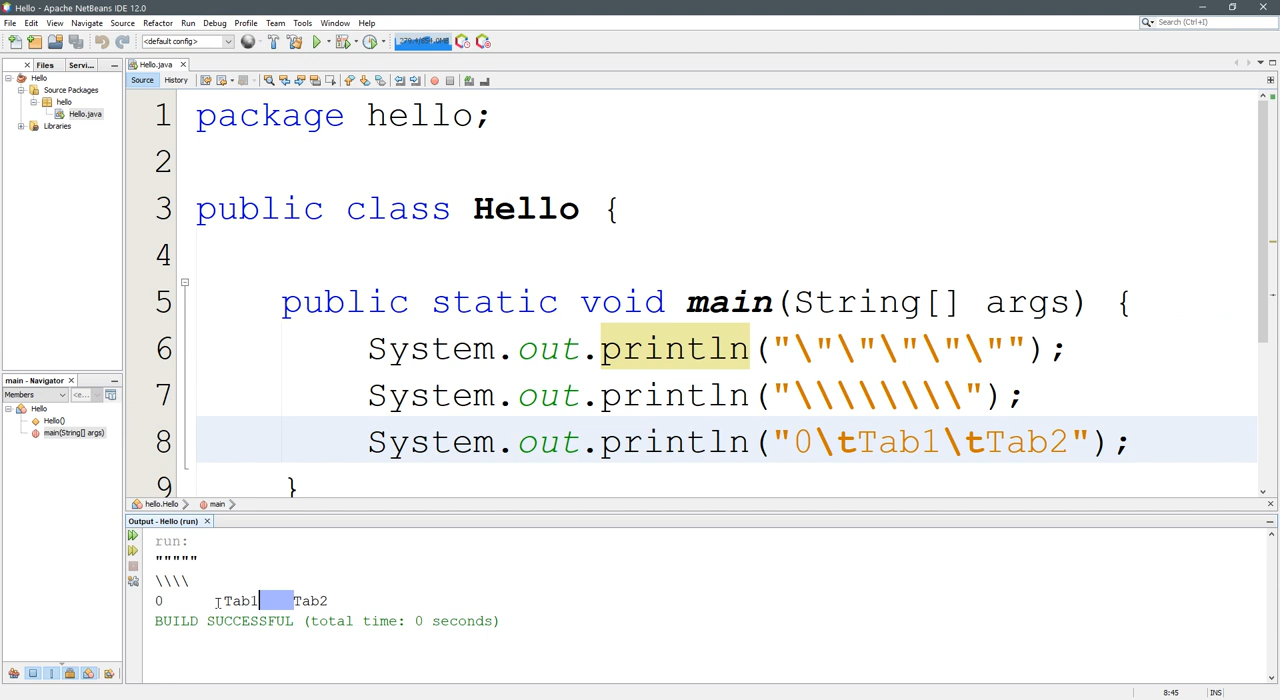 Hello - Apache NetBeans IDE 12.0
File Edit View Navigate Source Refactor Run Debug Profile Team Tools Window Help
Search (Ctrl+I)
<default config>
Files Servi...
Hello.java
Source History
Hello
Source Packages
hello
Hello.java
Libraries
1 package hello;
2
3 public class Hello {
4
5 public static void main(String[] args) {
6 System.out.println("\"\"\"\"\"");
7 System.out.println("\\\\\\\\");
8 System.out.println("0\tTab1\tTab2");
9 }
main - Navigator
Members <e...
Hello
Hello()
main(String[] args)
hello.Hello main
Output - Hello (run)
run:
"""""
\\\\
0 Tab1 Tab2
BUILD SUCCESSFUL (total time: 0 seconds)
8:45 INS